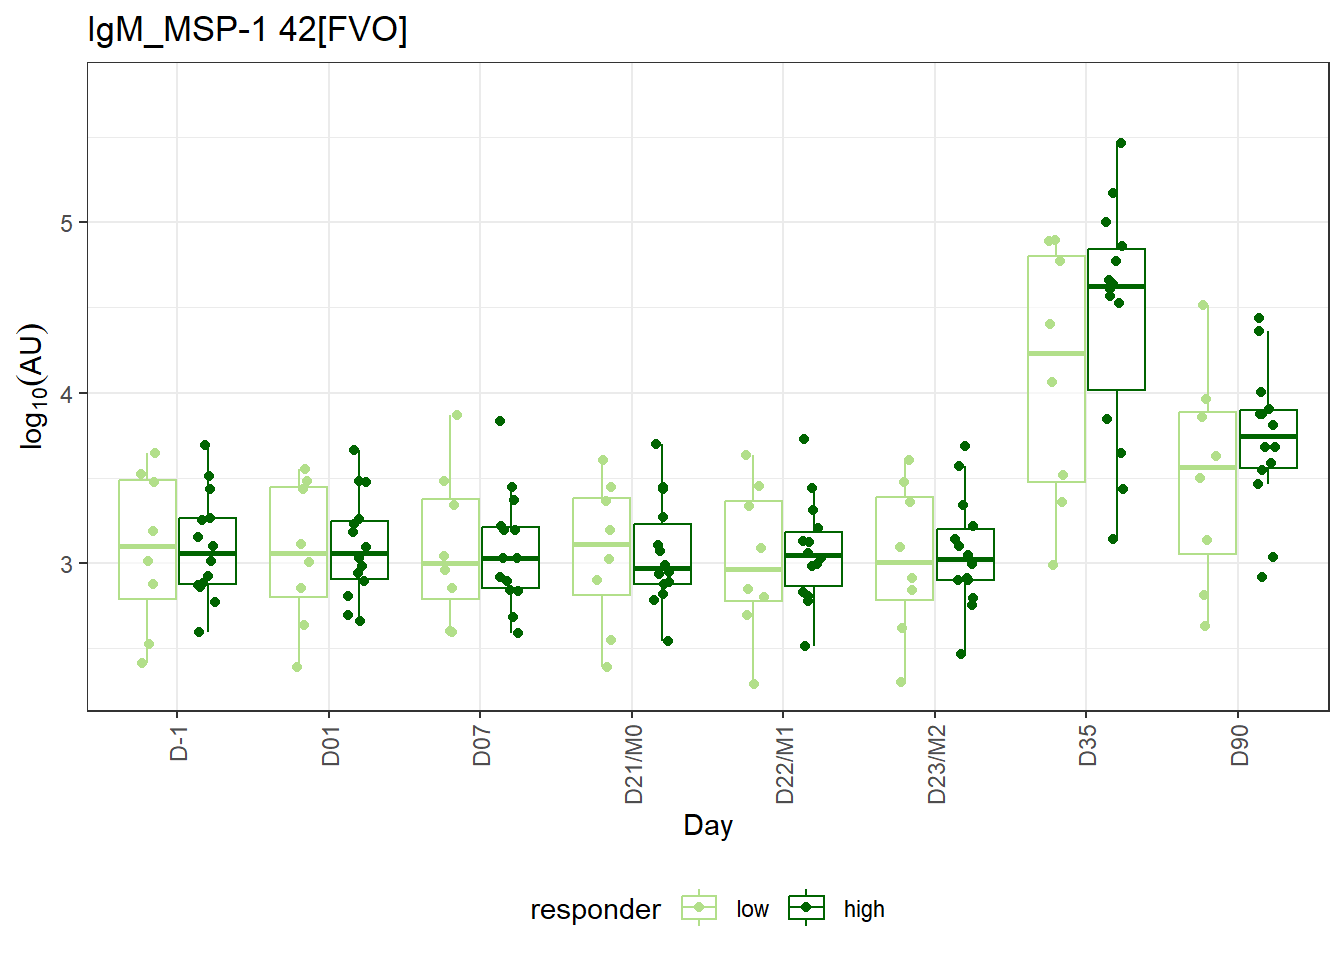 IgM_MSP-1 42[FVO]
log10(AU)
5
4
3
D-1
D01
D07
D21/M0
D22/M1
D23/M2
D35
D90
Day
responder low high